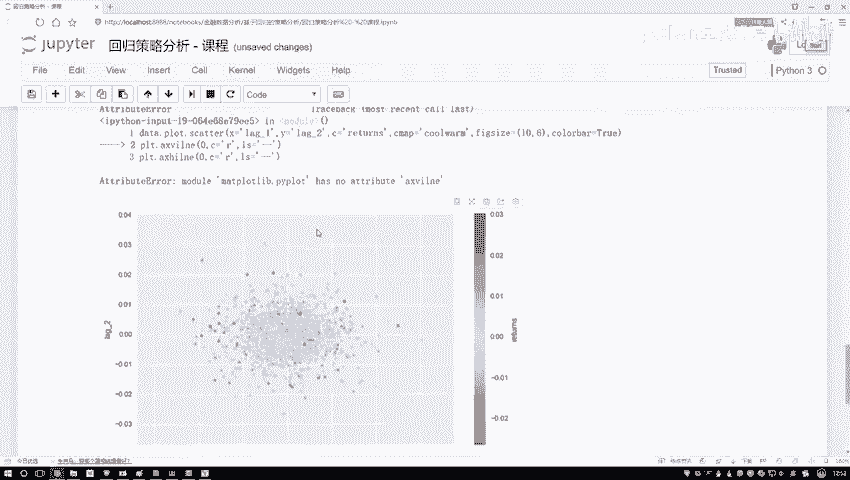 回归策略分析 - 课程
http://localhost:8888/notebooks/金融数据分析/基于回归的策略分析/回归策略分析%20-%20课程.ipynb
jupyter 回归策略分析 - 课程 (unsaved changes)
File Edit View Insert Cell Kernel Widgets Help
Trusted Python 3
Code
AttributeError Traceback (most recent call last)
<ipython-input-19-064e68a79ee5> in <module>()
1 data.plot.scatter(x='lag_1',y='lag_2',c='returns',cmap='coolwarm',figsize=(10,6),colorbar=True)
----> 2 plt.axvilne(0,c='r',ls='--')
3 plt.axhilne(0,c='r',ls='--')
AttributeError: module 'matplotlib.pyplot' has no attribute 'axvilne'
0.04
0.03
0.02
0.01
0.00
-0.01
-0.02
-0.03
lag_2
0.03
0.02
0.01
0.00
-0.01
-0.02
returns